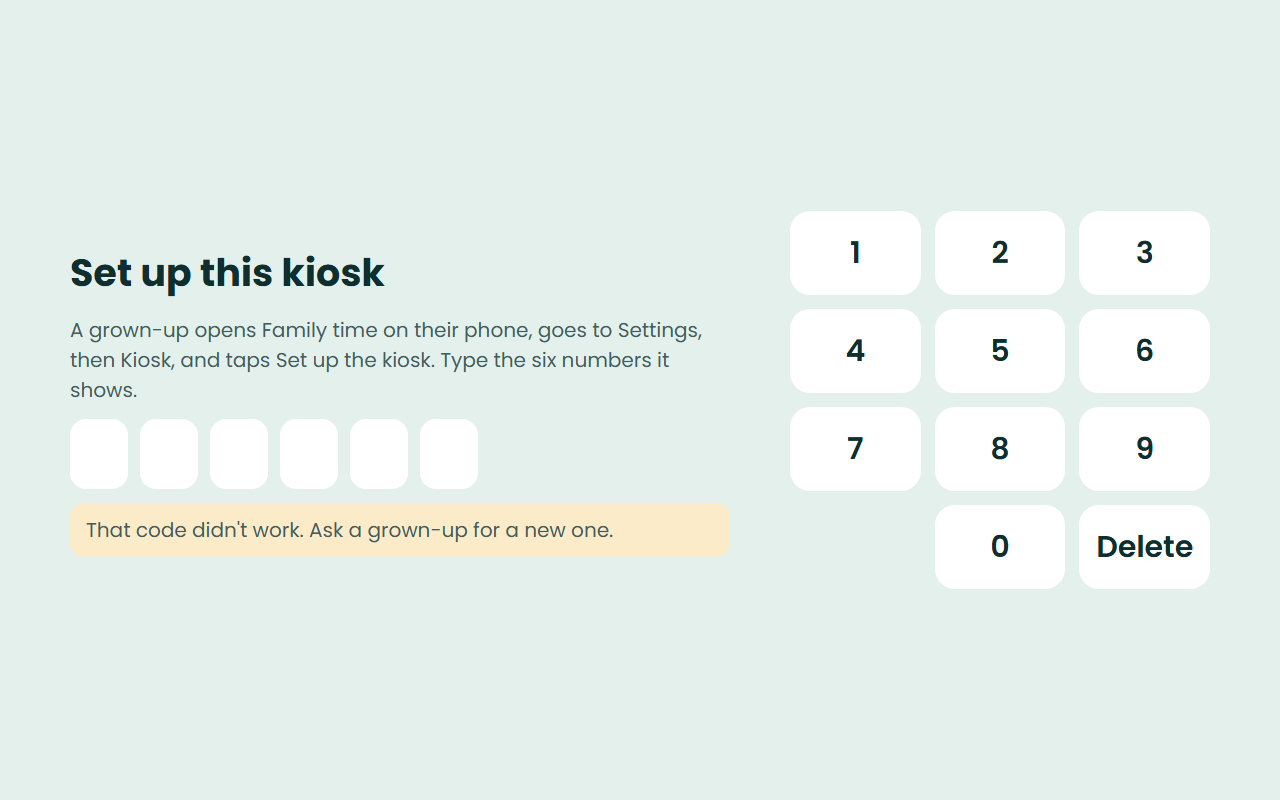 Set up this kiosk
A grown-up opens Family time on their phone, goes to Settings,
then Kiosk, and taps Set up the kiosk. Type the six numbers it
shows.
That code didn't work. Ask a grown-up for a new one.
1 2 3
4 5 6
7 8 9
0 Delete